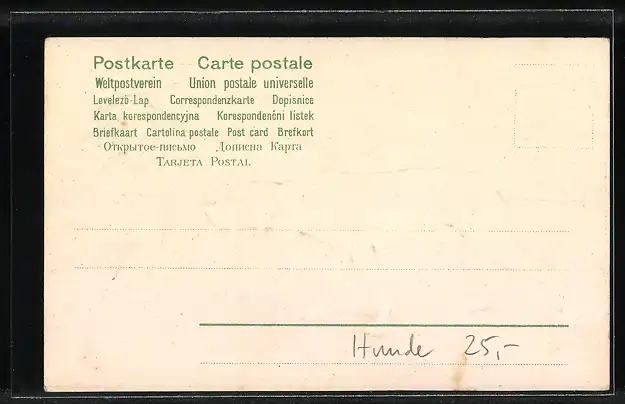 Postkarte – Carte postale
Weltpostverein – Union postale universelle
Levelező-Lap Correspondenzkarte Dopisnice
Karta korespondencyjna Korespondenční lístek
Briefkaart Cartolina postale Post card Brefkort
Открытое-письмо Дописна Карта
Tarjeta Postal
Hunde 25,-